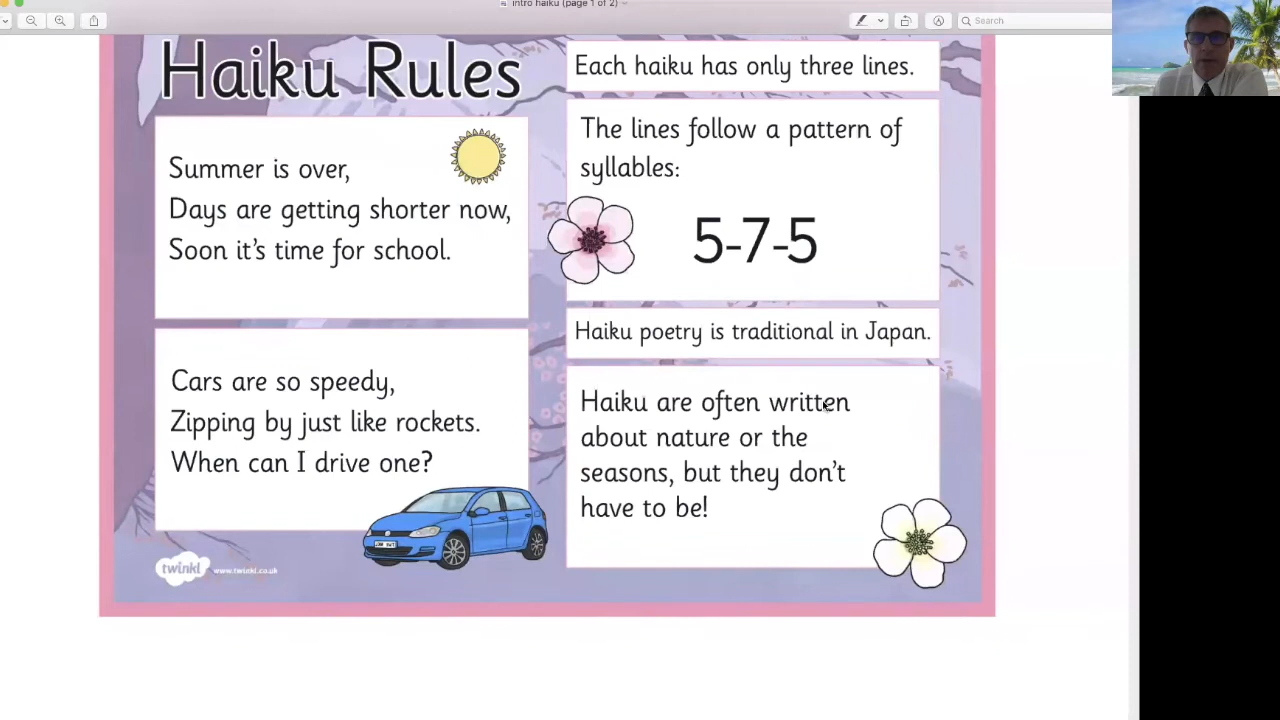 intro haiku (page 1 of 2)
Search
Haiku Rules
Summer is over,
Days are getting shorter now,
Soon it's time for school.
Cars are so speedy,
Zipping by just like rockets.
When can I drive one?
twinkl
www.twinkl.co.uk
Each haiku has only three lines.
The lines follow a pattern of
syllables:
5-7-5
Haiku poetry is traditional in Japan.
Haiku are often written
about nature or the
seasons, but they don't
have to be!